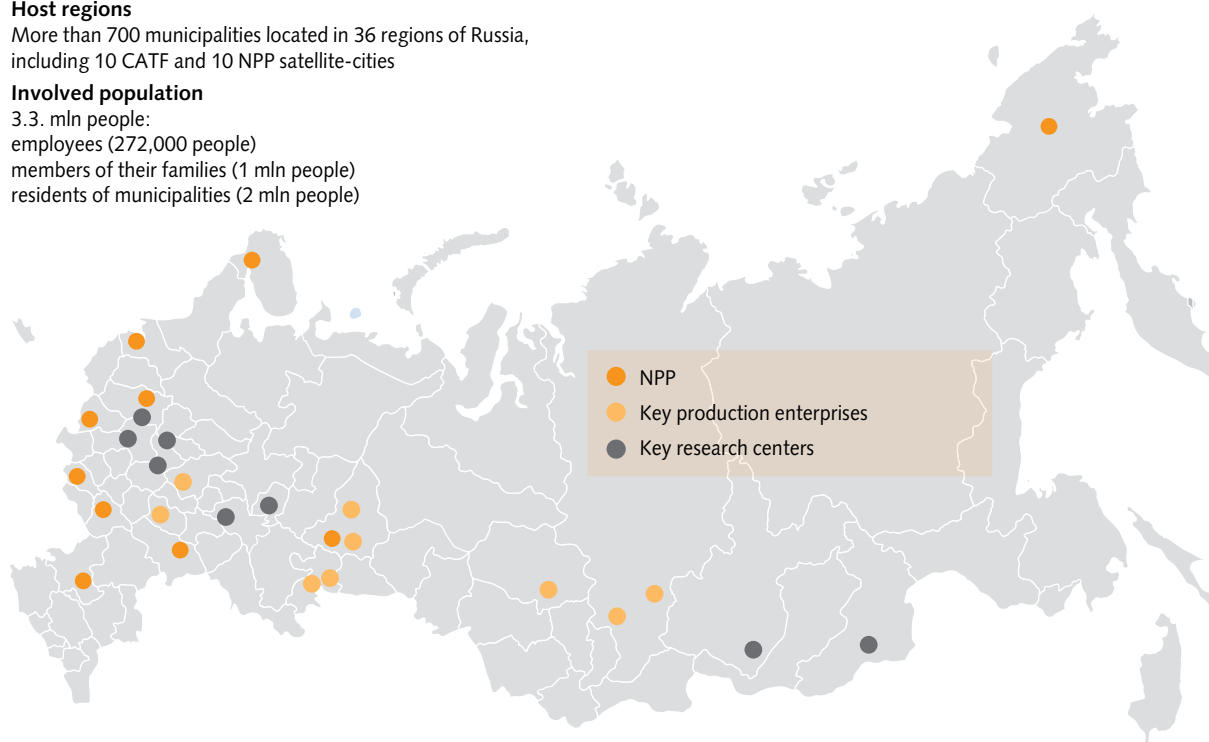 Host regions
More than 700 municipalities located in 36 regions of Russia,
including 10 CATF and 10 NPP satellite-cities
Involved population
3.3. mln people:
employees (272,000 people)
members of their families (1 mln people)
residents of municipalities (2 mln people)
NPP
Key production enterprises
Key research centers